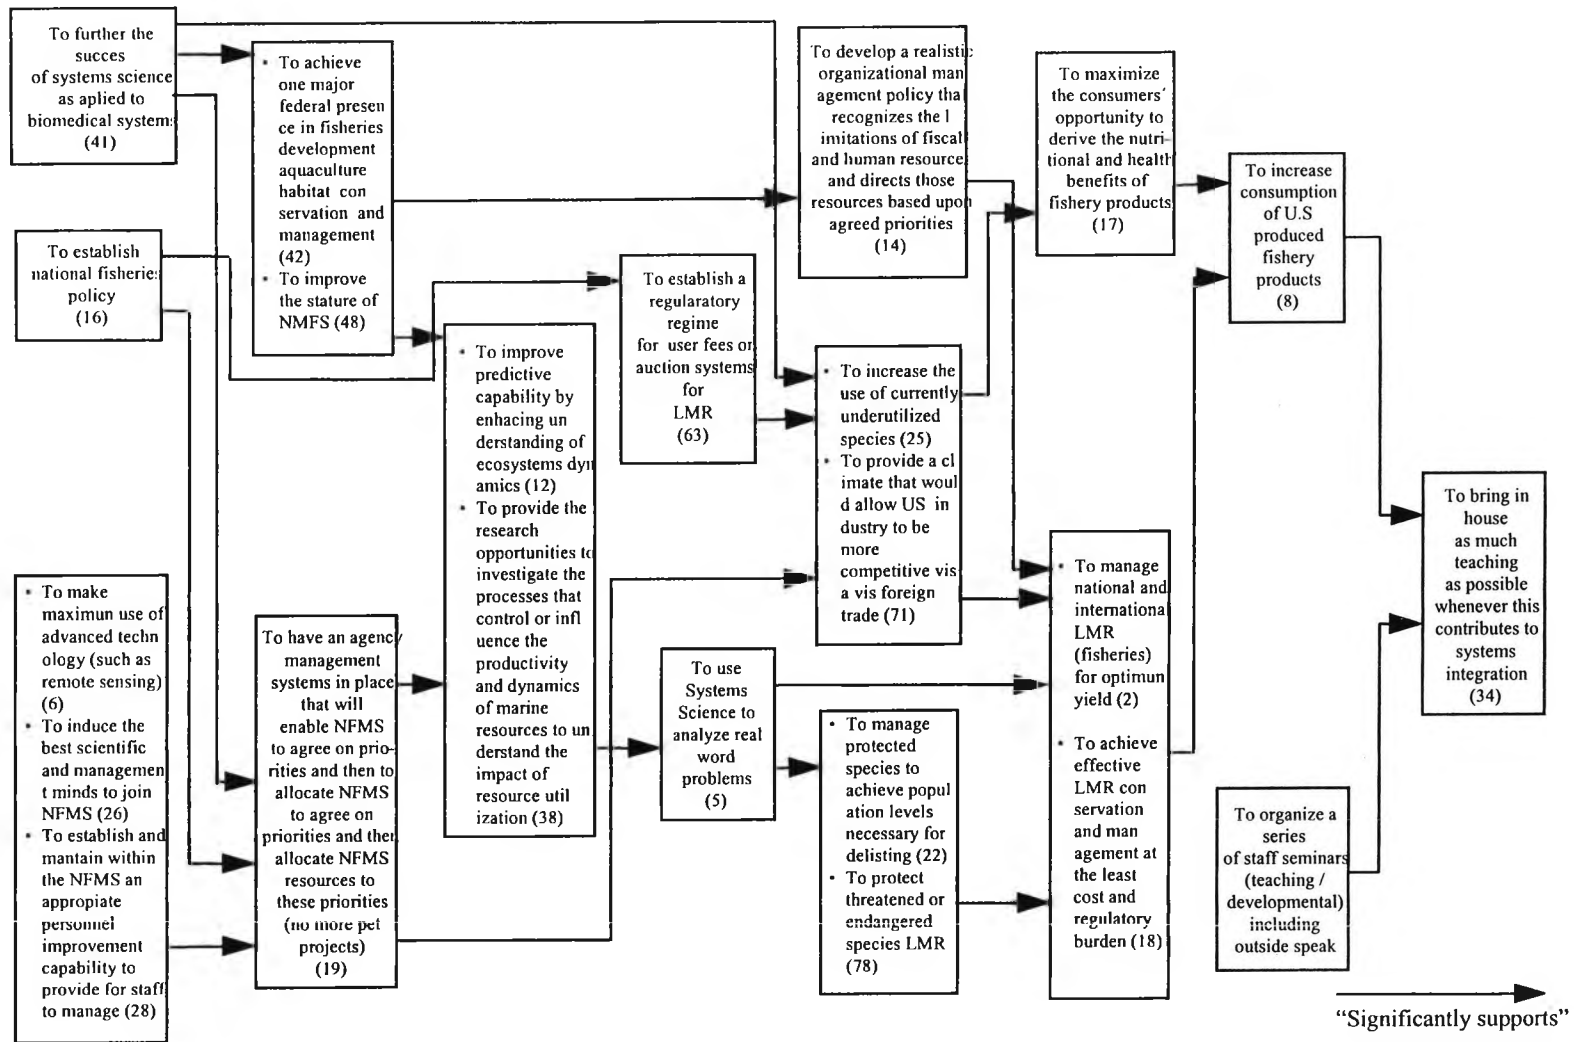 To further the
succes
of systems science
as aplied to
biomedical systems
(41)
To establish
national fisheries
policy
(16)
• To make
maximun use of
advanced techn
ology (such as
remote sensing)
(6)
• To induce the
best scientific
and managemen
t minds to join
NFMS (26)
• To establish and
mantain within
the NFMS an
appropiate
personnel
improvement
capability to
provide for staff
to manage (28)
• To achieve
one major
federal presen
ce in fisheries
development
aquaculture
habitat con
servation and
management
(42)
• To improve
the stature of
NMFS (48)
To have an agency
management
systems in place
that will
enable NFMS
to agree on prio-
rities and then to
allocate NFMS
to agree on
priorities and then
allocate NFMS
resources to
these priorities
(no more pet
projects)
(19)
• To improve
predictive
capability by
enhacing un
derstanding of
ecosystems dyn
amics (12)
• To provide the
research
opportunities to
investigate the
processes that
control or infl
uence the
productivity
and dynamics
of marine
resources to un
derstand the
impact of
resource util
ization (38)
To establish a
regularatory
regime
for user fees or
auction systems
for
LMR
(63)
To use
Systems
Science to
analyze real
word
problems
(5)
To develop a realistic
organizational man
agement policy that
recognizes the l
imitations of fiscal
and human resource
and directs those
resources based upon
agreed priorities
(14)
• To increase the
use of currently
underutilized
species (25)
• To provide a cl
imate that woul
d allow US in
dustry to be
more
competitive vis
a vis foreign
trade (71)
• To manage
protected
species to
achieve popul
ation levels
necessary for
delisting (22)
• To protect
threatened or
endangered
species LMR
(78)
To maximize
the consumers'
opportunity to
derive the nutri-
tional and health
benefits of
fishery products
(17)
• To manage
national and
internationa
LMR
(fisheries)
for optimun
yield (2)
• To achieve
effective
LMR con
servation
and man
agement at
the least
cost and
regulatory
burden (18)
To increase
consumption
of U.S
produced
fishery
products
(8)
To organize a
series
of staff seminars
(teaching /
developmental)
including
outside speak
To bring in
house
as much
teaching
as possible
whenever this
contributes to
systems
integration
(34)
“Significantly supports”